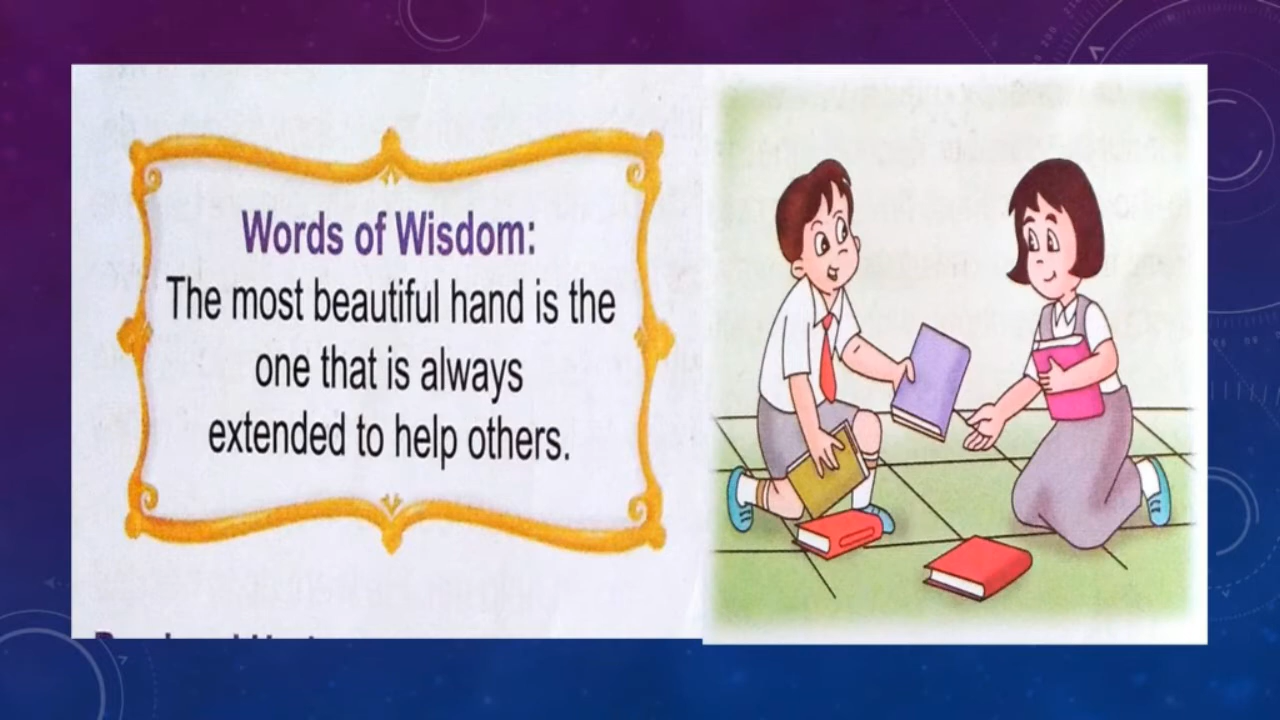 Words of Wisdom:
The most beautiful hand is the
one that is always
extended to help others.